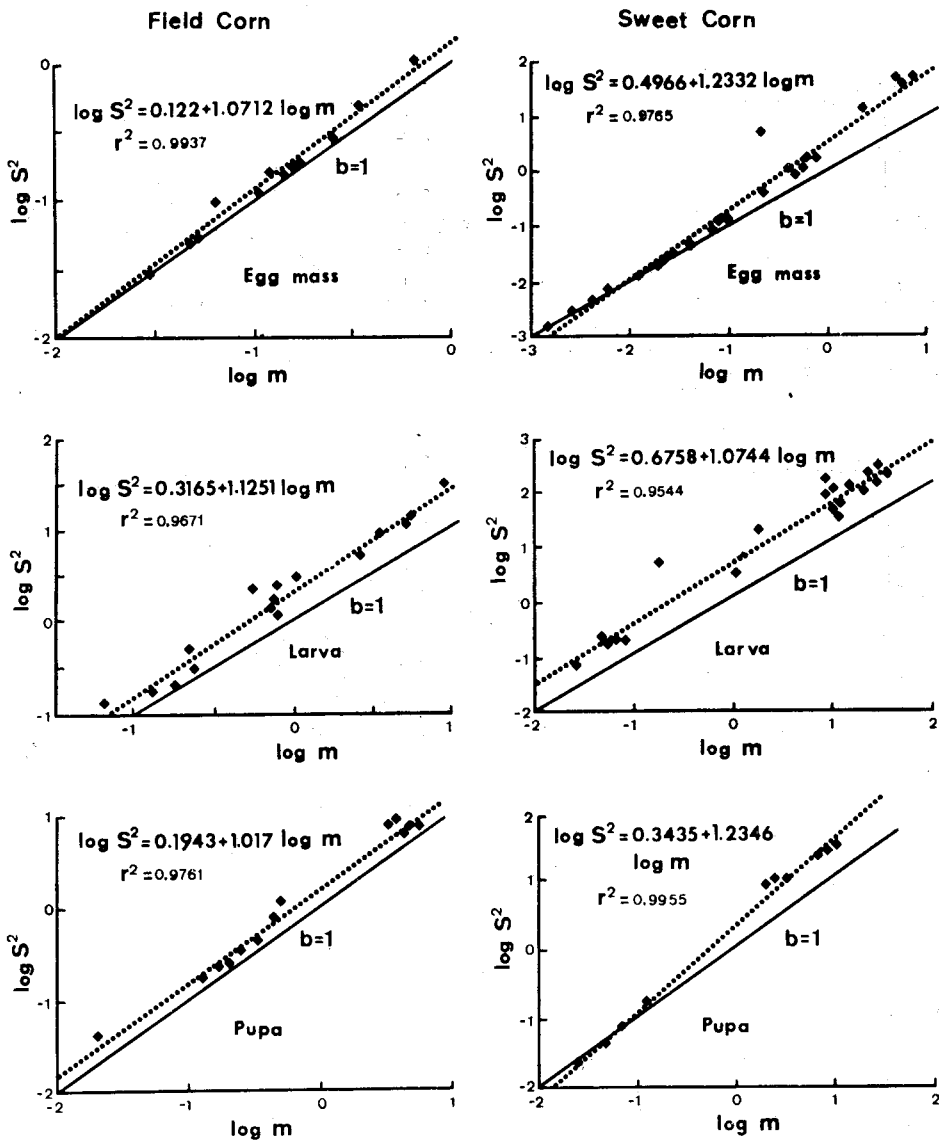 Field Corn
Sweet Corn
log S² = 0.122+1.0712 log m
r² = 0.9937
b=1
Egg mass
log S²
0
-1
-2
-2
-1
0
log m
log S² = 0.4966+1.2332 logm
r² = 0.9765
b=1
Egg mass
log S²
2
1
0
-1
-2
-3
-3
-2
-1
0
1
log m
log S² = 0.3165+1.1251 log m
r² = 0.9671
b=1
Larva
log S²
2
1
0
-1
-1
0
1
log m
log S² = 0.6758+1.0744 log m
r² = 0.9544
b=1
Larva
log S²
3
2
1
0
-1
-2
-2
-1
0
1
2
log m
log S² = 0.1943+1.017 log m
r² = 0.9761
b=1
Pupa
log S²
1
0
-1
-2
-2
-1
0
1
log m
log S² = 0.3435+1.2346
log m
r² = 0.9955
b=1
Pupa
log S²
2
1
0
-1
-2
-2
-1
0
1
2
log m